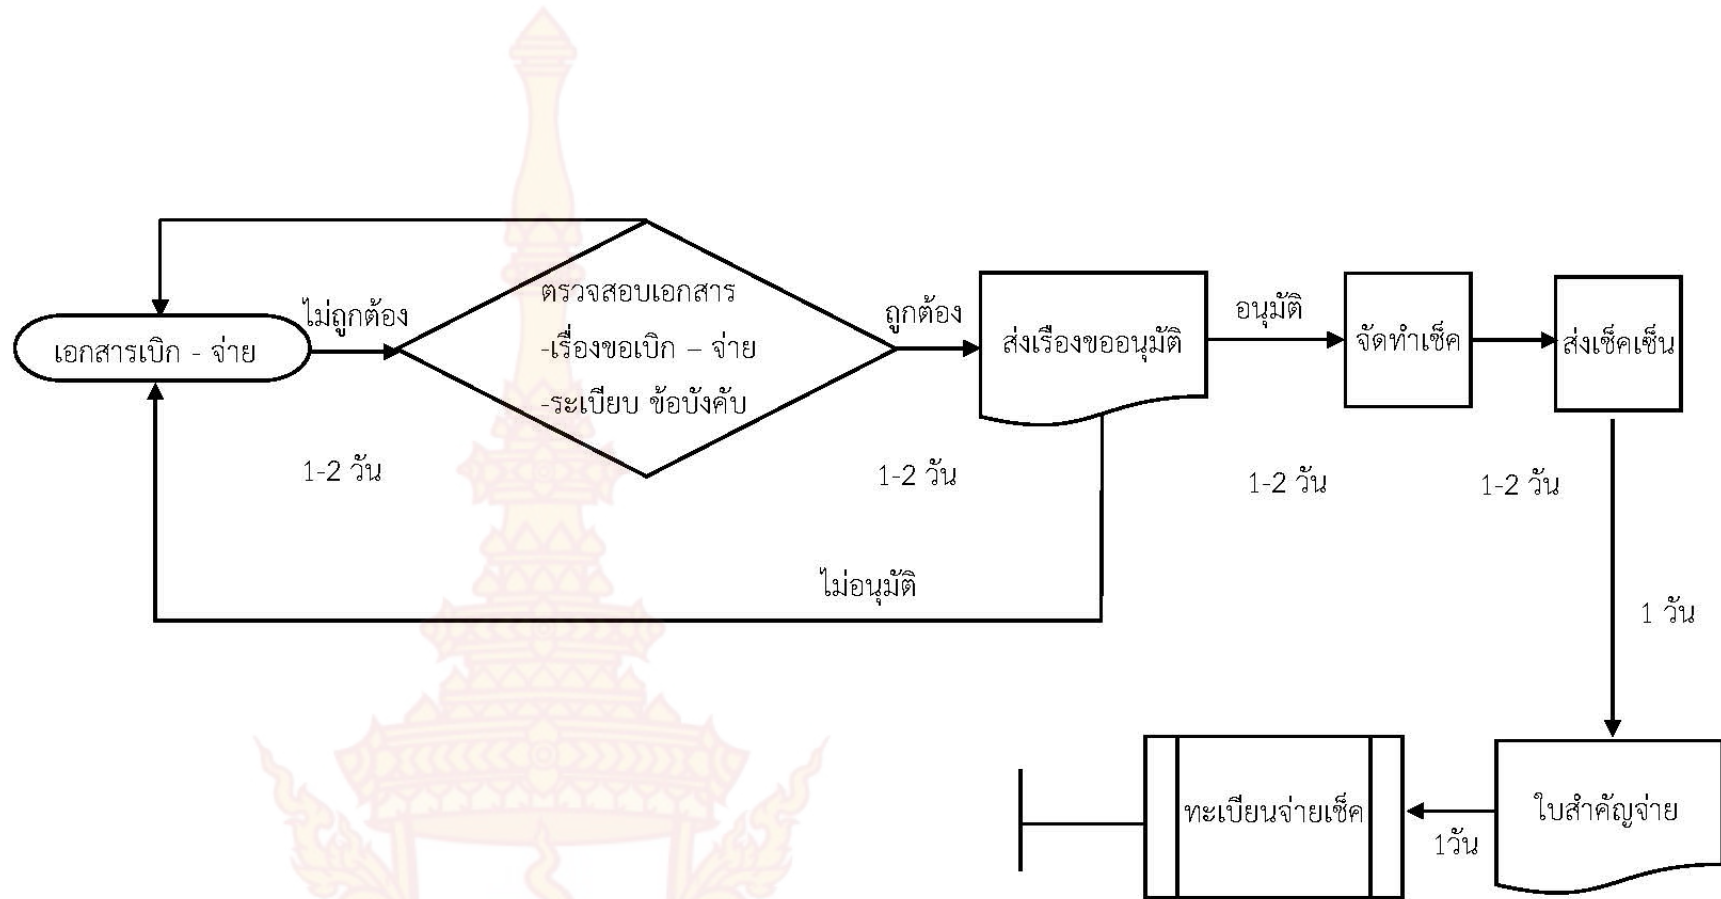 ไม่ถูกต้อง
เอกสารเบิก - จ่าย
ตรวจสอบเอกสาร
-เรื่องขอเบิก – จ่าย
-ระเบียบ ข้อบังคับ
ถูกต้อง
ส่งเรื่องขออนุมัติ
อนุมัติ
จัดทำเช็ค
ส่งเช็คเซ็น
1-2 วัน
1-2 วัน
1-2 วัน
1-2 วัน
ไม่อนุมัติ
1 วัน
ทะเบียนจ่ายเช็ค
1วัน
ใบสำคัญจ่าย